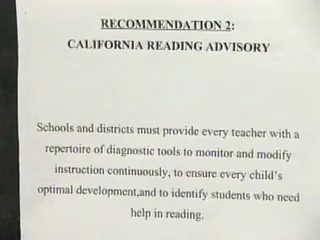 RECOMMENDATION 2:
CALIFORNIA READING ADVISORY
Schools and districts must provide every teacher with a
repertoire of diagnostic tools to monitor and modify
instruction continuously, to ensure every child's
optimal development,and to identify students who need
help in reading.